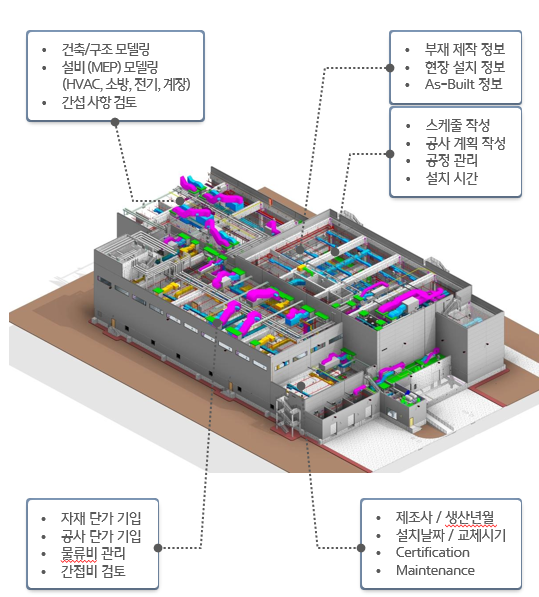 • 건축/구조 모델링
• 설비 (MEP) 모델링
(HVAC, 소방, 전기, 계장)
• 간섭 사항 검토
• 부재 제작 정보
• 현장 설치 정보
• As-Built 정보
• 스케줄 작성
• 공사 계획 작성
• 공정 관리
• 설치 시간
• 자재 단가 기입
• 공사 단가 기입
• 물류비 관리
• 간접비 검토
• 제조사 / 생산년월
• 설치날짜 / 교체시기
• Certification
• Maintenance